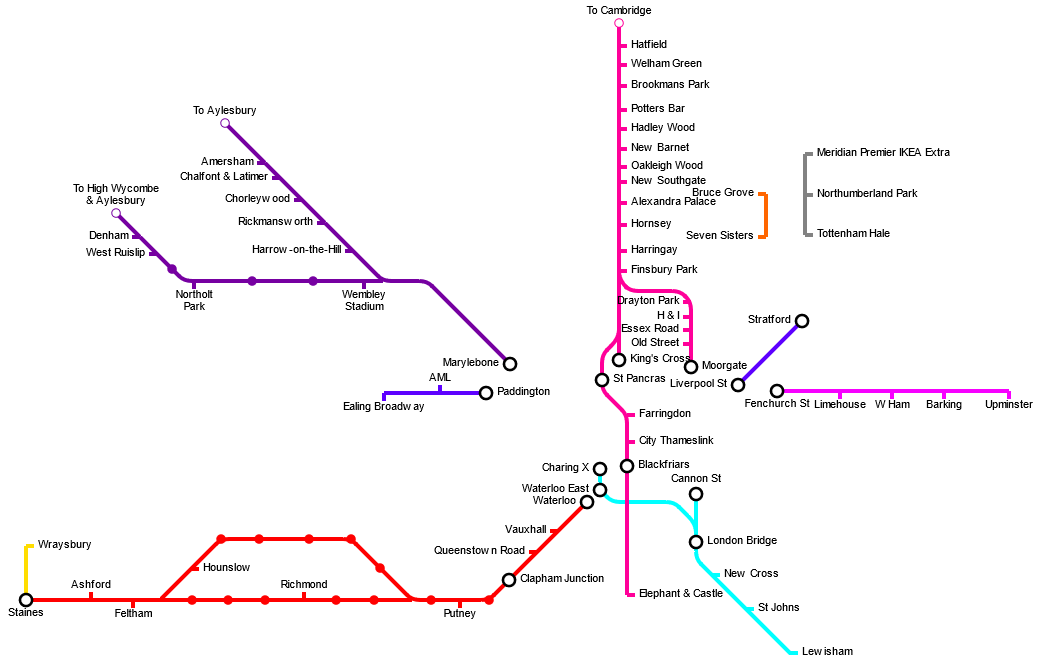 To Cambridge
Hatfield
Welham Green
Brookmans Park
Potters Bar
Hadley Wood
New Barnet
Oakleigh Wood
New Southgate
Alexandra Palace
Hornsey
Harringay
Finsbury Park
To Aylesbury
Amersham
Chalfont & Latimer
Chorleywood
Rickmansworth
Harrow-on-the-Hill
To High Wycombe
& Aylesbury
Denham
West Ruislip
Northolt
Park
Wembley
Stadium
Marylebone
AML
Paddington
Ealing Broadway
Bruce Grove
Seven Sisters
Meridian Premier IKEA Extra
Northumberland Park
Tottenham Hale
Drayton Park
H & I
Essex Road
Old Street
Moorgate
King's Cross
St Pancras
Stratford
Liverpool St
Fenchurch St
Limehouse
W Ham
Barking
Upminster
Farringdon
City Thameslink
Blackfriars
Elephant & Castle
Charing X
Waterloo East
Waterloo
Cannon St
London Bridge
New Cross
St Johns
Lewisham
Vauxhall
Queenstown Road
Clapham Junction
Putney
Richmond
Hounslow
Feltham
Ashford
Staines
Wraysbury